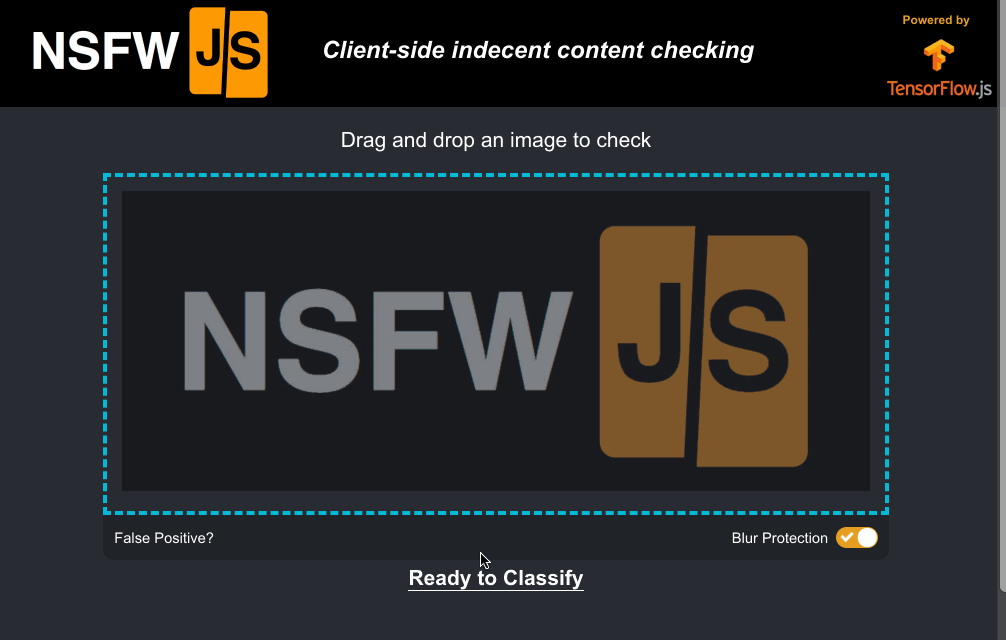 NSFW JS
Client-side indecent content checking
Powered by
TensorFlow.js
Drag and drop an image to check
NSFW JS
False Positive?
Blur Protection
Ready to Classify